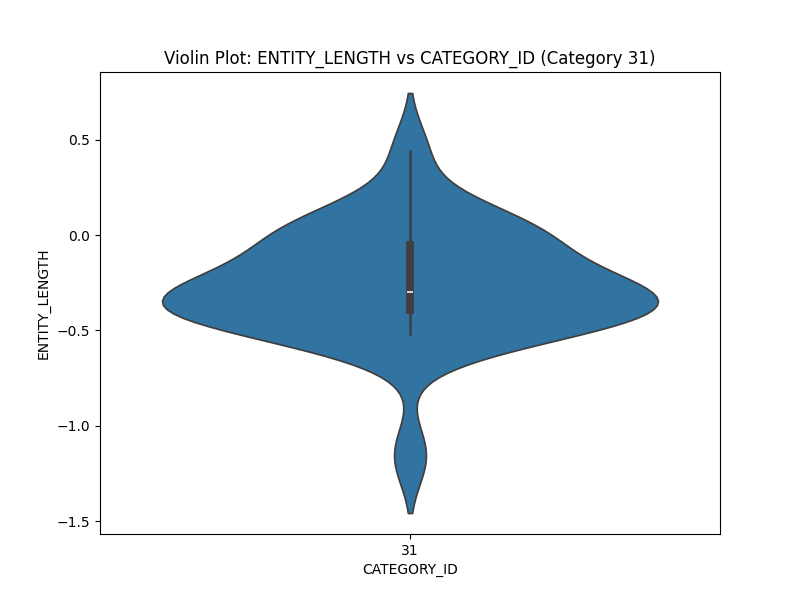 Violin Plot: ENTITY_LENGTH vs CATEGORY_ID (Category 31)
0.5
0.0
−0.5
−1.0
−1.5
ENTITY_LENGTH
31
CATEGORY_ID